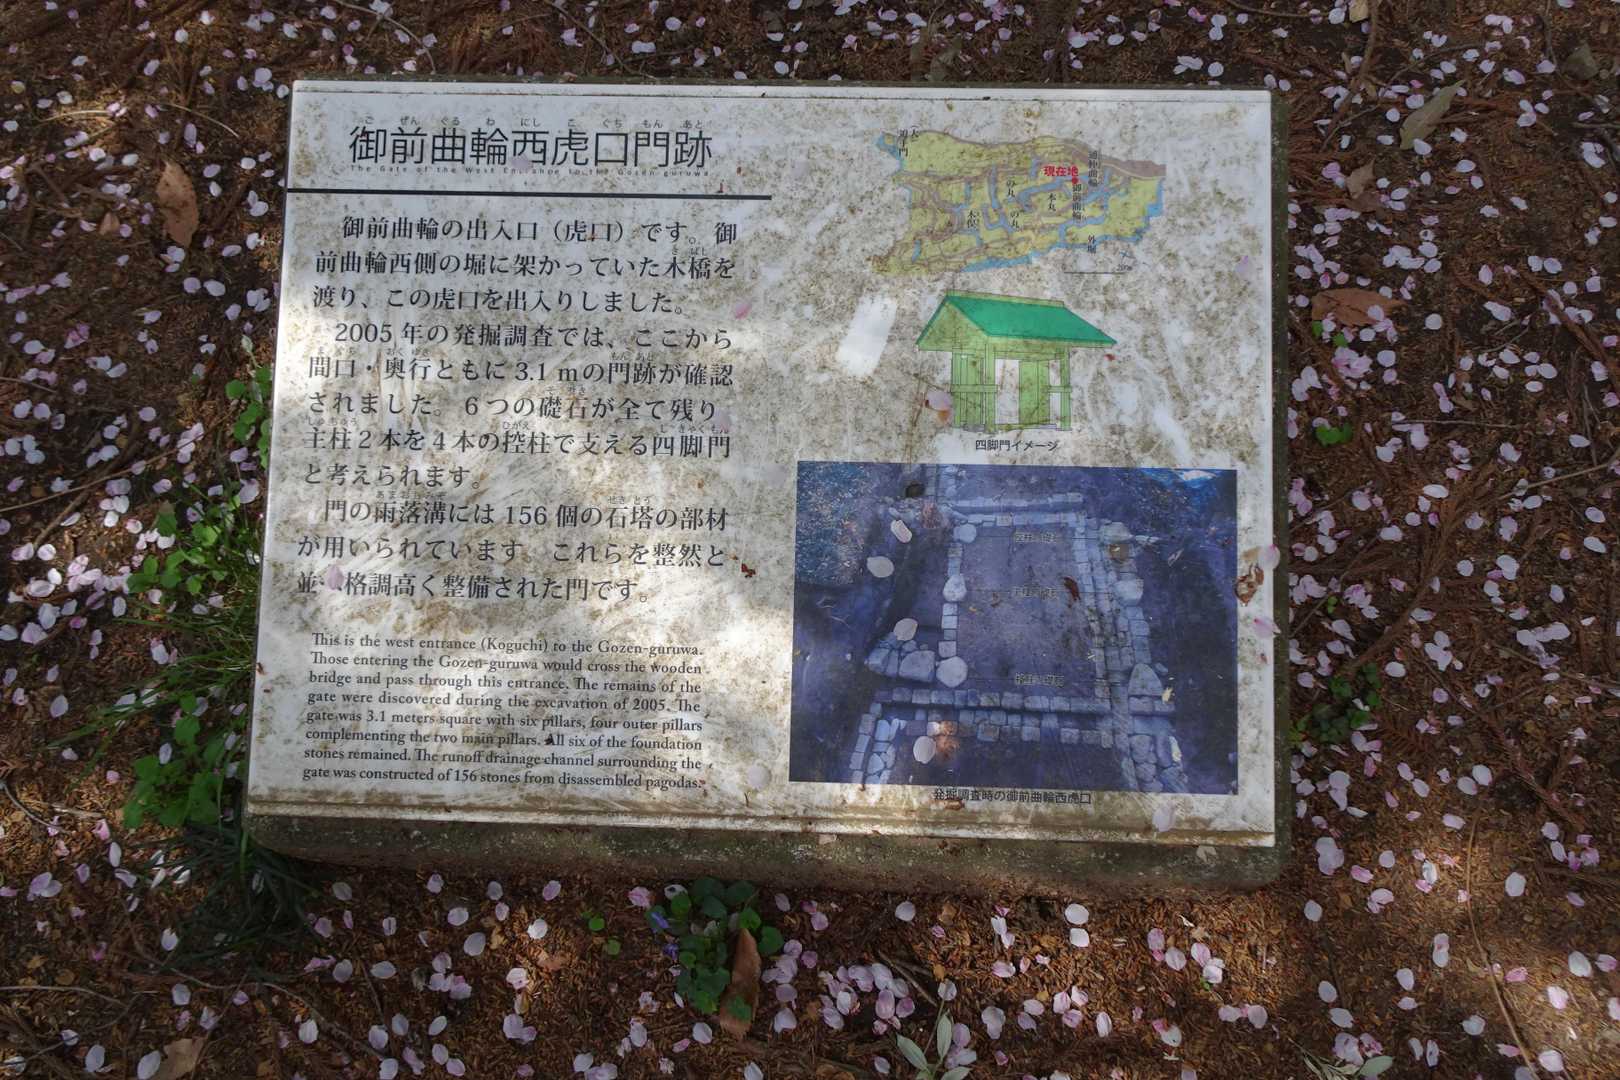 御前曲輪西虎口門跡
The Gate of the West Entrance to the Gozen-guruwa
御前曲輪の出入口（虎口）です。御
前曲輪西側の堀に架かっていた木橋を
渡り、この虎口を出入りしました。
2005年の発掘調査では、ここから
間口・奥行ともに3.1mの門跡が確認
されました。６つの礎石が全て残り
主柱２本を４本の控柱で支える四脚門
と考えられます。
門の雨落溝には156個の石塔の部材
が用いられています。これらを整然と
並 格調高く整備された門です。
This is the west entrance (Koguchi) to the Gozen-guruwa.
Those entering the Gozen-guruwa would cross the wooden
bridge and pass through this entrance. The remains of the
gate were discovered during the excavation of 2005. The
gate was 3.1 meters square with six pillars, four outer pillars
complementing the two main pillars. All six of the foundation
stones remained. The runoff drainage channel surrounding the
gate was constructed of 156 stones from disassembled pagodas.
現在地
御前曲輪
本丸
の丸
の丸
木俣
外堀
四脚門イメージ
発掘調査時の御前曲輪西虎口